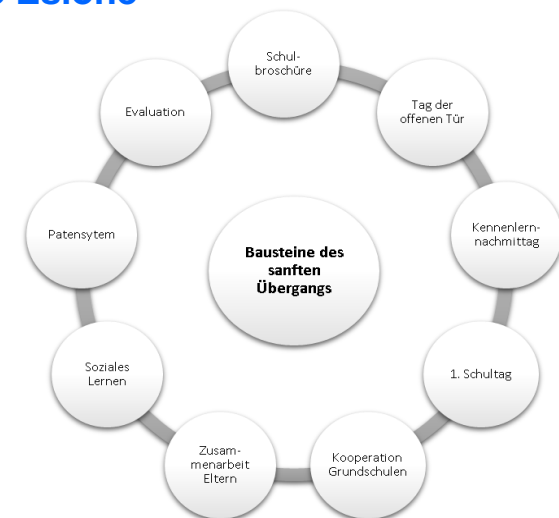 Schul-
broschüre
Tag der
offenen Tür
Kennenlern-
nachmittag
1. Schultag
Kooperation
Grundschulen
Zusam-
menarbeit
Eltern
Soziales
Lernen
Patensytem
Evaluation
Bausteine des
sanften
Übergangs